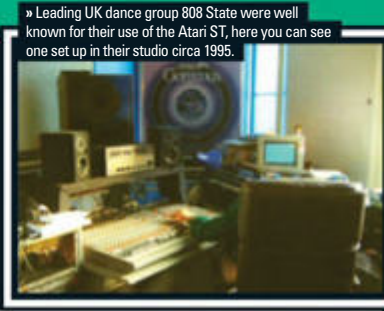 » Leading UK dance group 808 State were well
known for their use of the Atari ST, here you can see
one set up in their studio circa 1995.